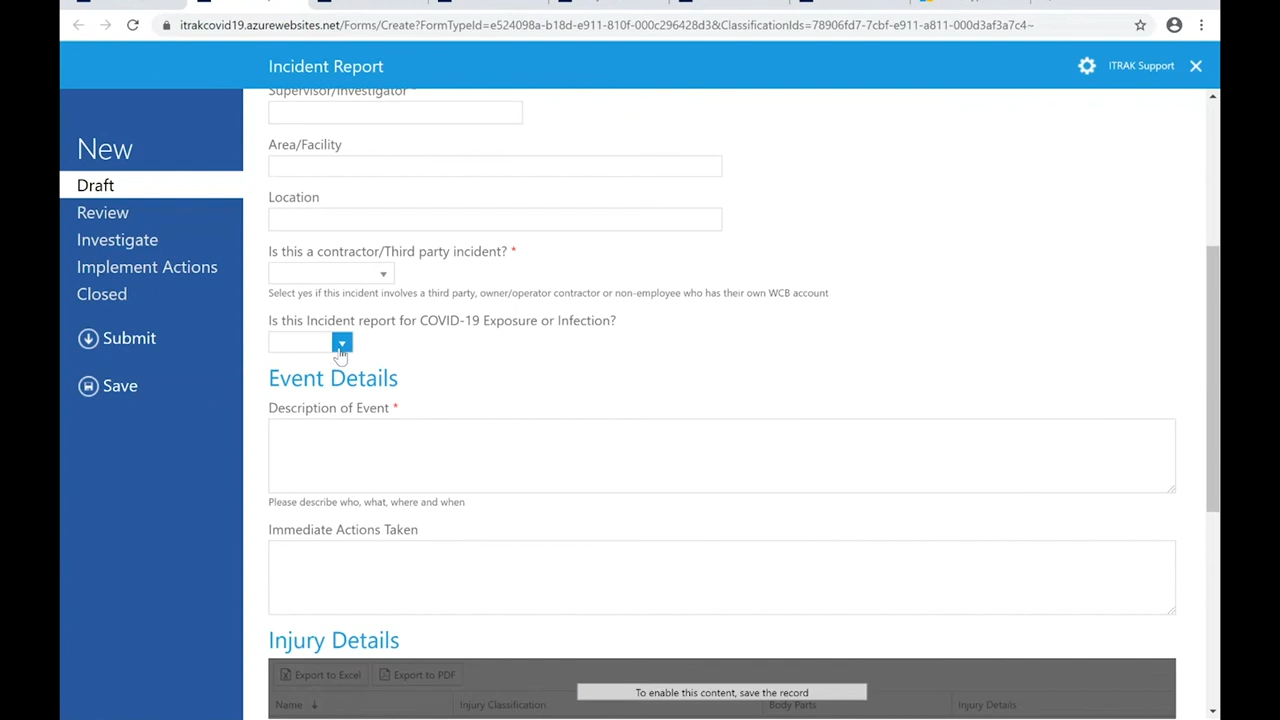 itrakcovid19.azurewebsites.net/Forms/Create?FormTypeId=e524098a-b18d-e911-810f-000c296428d3&ClassificationIds=78906fd7-7cbf-e911-a811-000d3af3a7c4~
Incident Report
ITRAK Support
New
Draft
Review
Investigate
Implement Actions
Closed
Submit
Save
Supervisor/Investigator *
Area/Facility
Location
Is this a contractor/Third party incident? *
Select yes if this incident involves a third party, owner/operator contractor or non-employee who has their own WCB account
Is this Incident report for COVID-19 Exposure or Infection?
Event Details
Description of Event *
Please describe who, what, where and when
Immediate Actions Taken
Injury Details
Export to Excel
Export to PDF
To enable this content, save the record
Name
Injury Classification
Body Parts
Injury Details